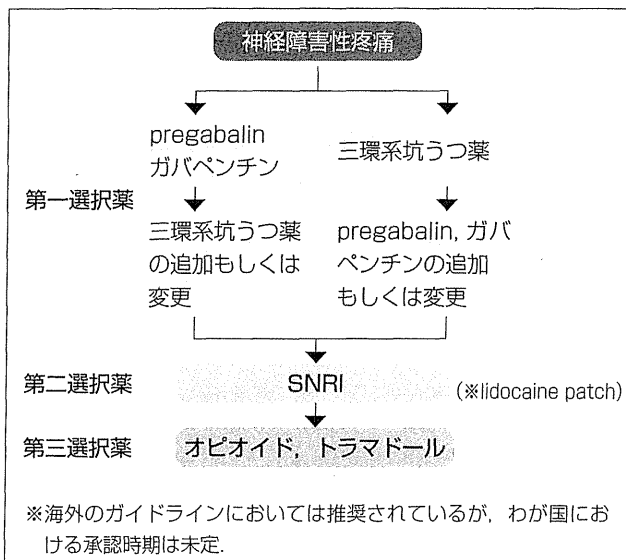 神経障害性疼痛
pregabalin
ガバペンチン
三環系坑うつ薬
第一選択薬
三環系坑うつ薬
の追加もしくは
変更
pregabalin, ガバ
ペンチンの追加
もしくは変更
第二選択薬
SNRI
(※lidocaine patch)
第三選択薬
オピオイド，トラマドール
※海外のガイドラインにおいては推奨されているが，わが国にお
ける承認時期は未定.